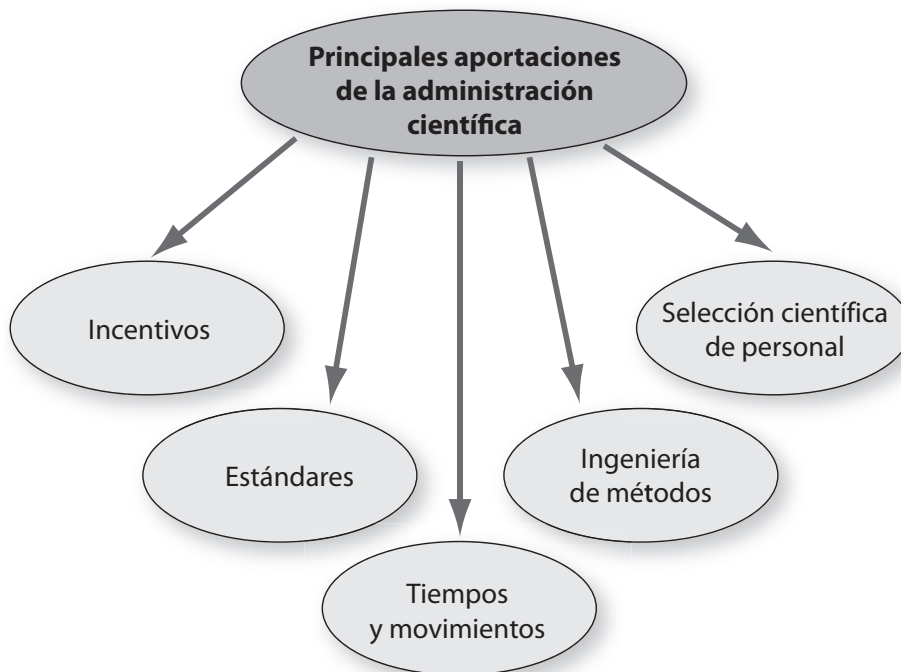 Principales aportaciones
de la administración
científica
Incentivos
Selección científica
de personal
Estándares
Ingeniería
de métodos
Tiempos
y movimientos